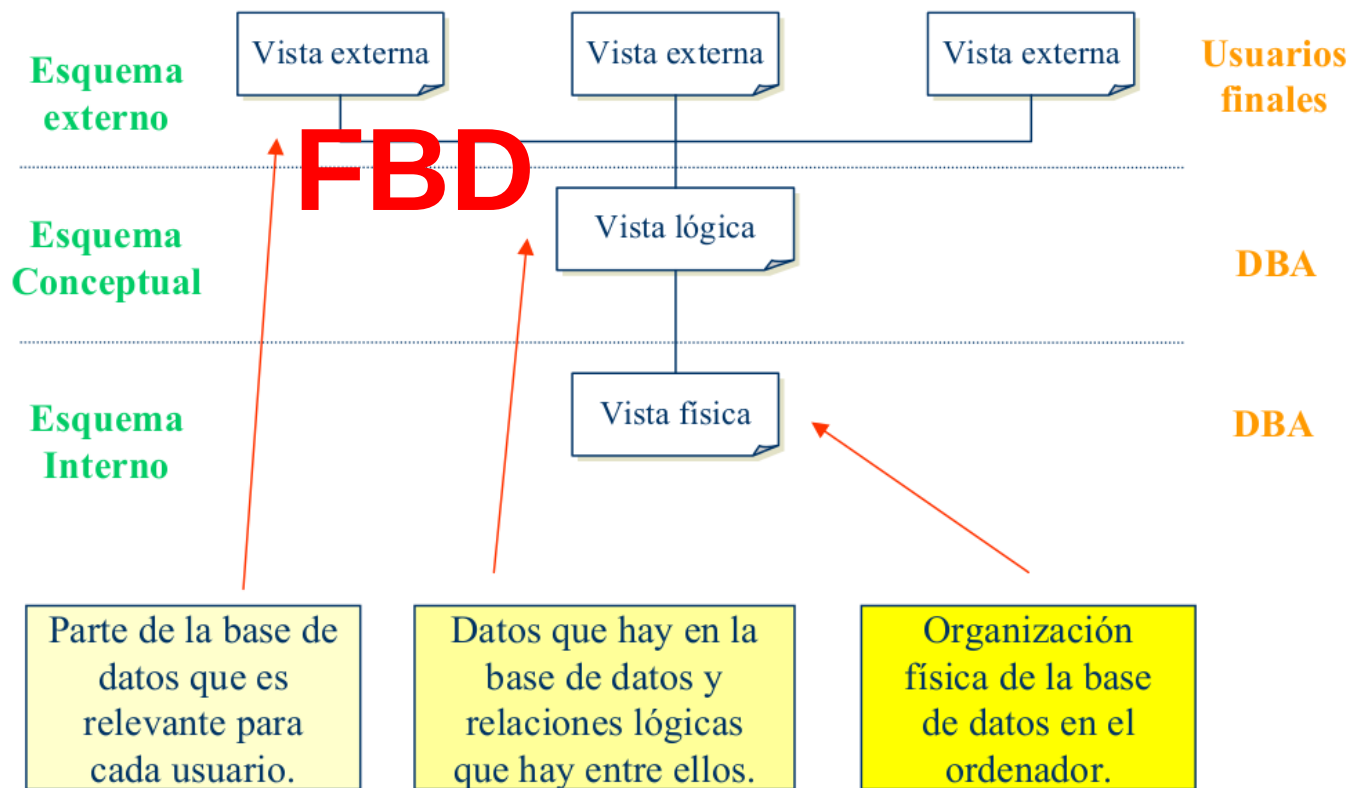 Esquema
externo
Vista externa
Vista externa
Vista externa
Usuarios
finales
FBD
Esquema
Conceptual
Vista lógica
DBA
Esquema
Interno
Vista física
DBA
Parte de la base de
datos que es
relevante para
cada usuario.
Datos que hay en la
base de datos y
relaciones lógicas
que hay entre ellos.
Organización
física de la base
de datos en el
ordenador.